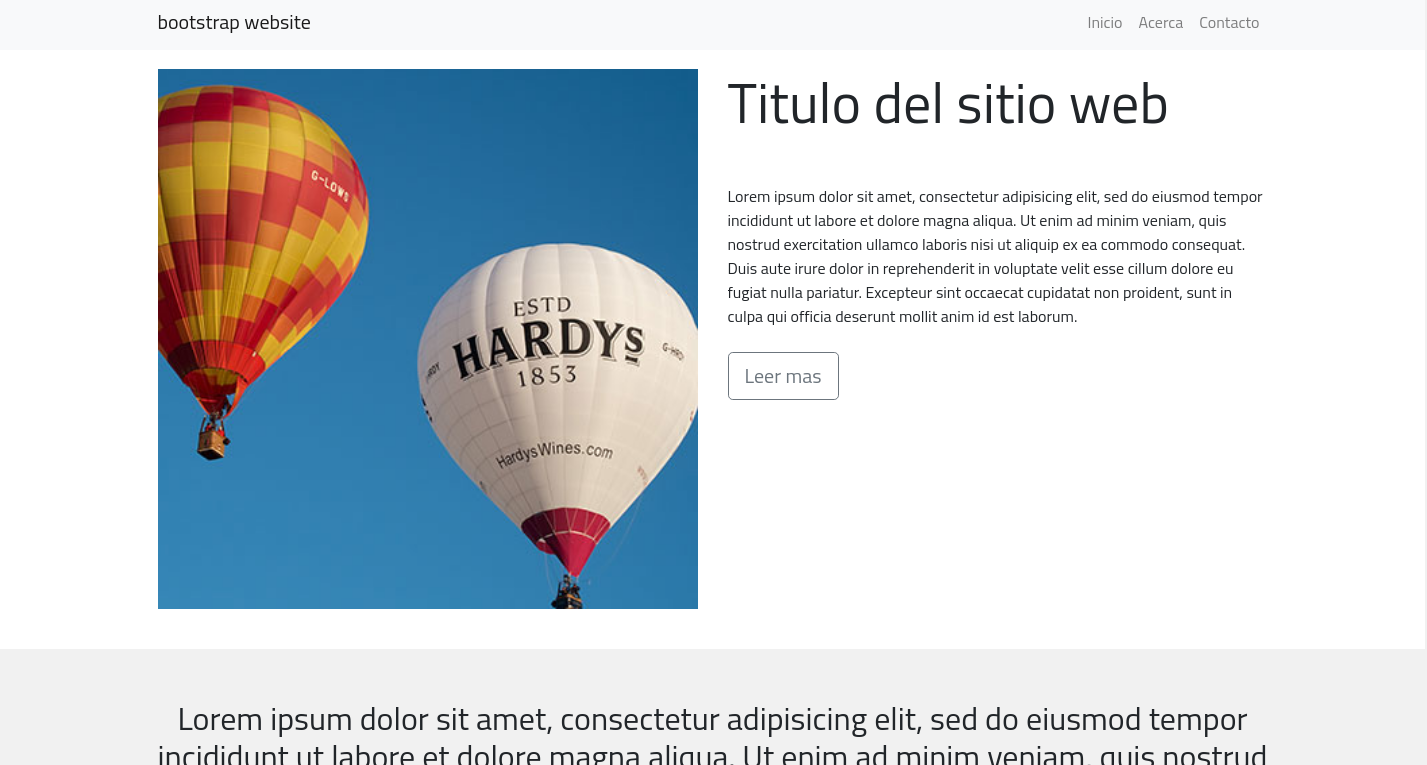 bootstrap website
Inicio Acerca Contacto
G-LOWS
ESTD
HARDYS
1853
HardysWines.com
Titulo del sitio web
Lorem ipsum dolor sit amet, consectetur adipisicing elit, sed do eiusmod tempor
incididunt ut labore et dolore magna aliqua. Ut enim ad minim veniam, quis
nostrud exercitation ullamco laboris nisi ut aliquip ex ea commodo consequat.
Duis aute irure dolor in reprehenderit in voluptate velit esse cillum dolore eu
fugiat nulla pariatur. Excepteur sint occaecat cupidatat non proident, sunt in
culpa qui officia deserunt mollit anim id est laborum.
Leer mas
Lorem ipsum dolor sit amet, consectetur adipisicing elit, sed do eiusmod tempor
incididunt ut labore et dolore magna aliqua. Ut enim ad minim veniam, quis nostrud